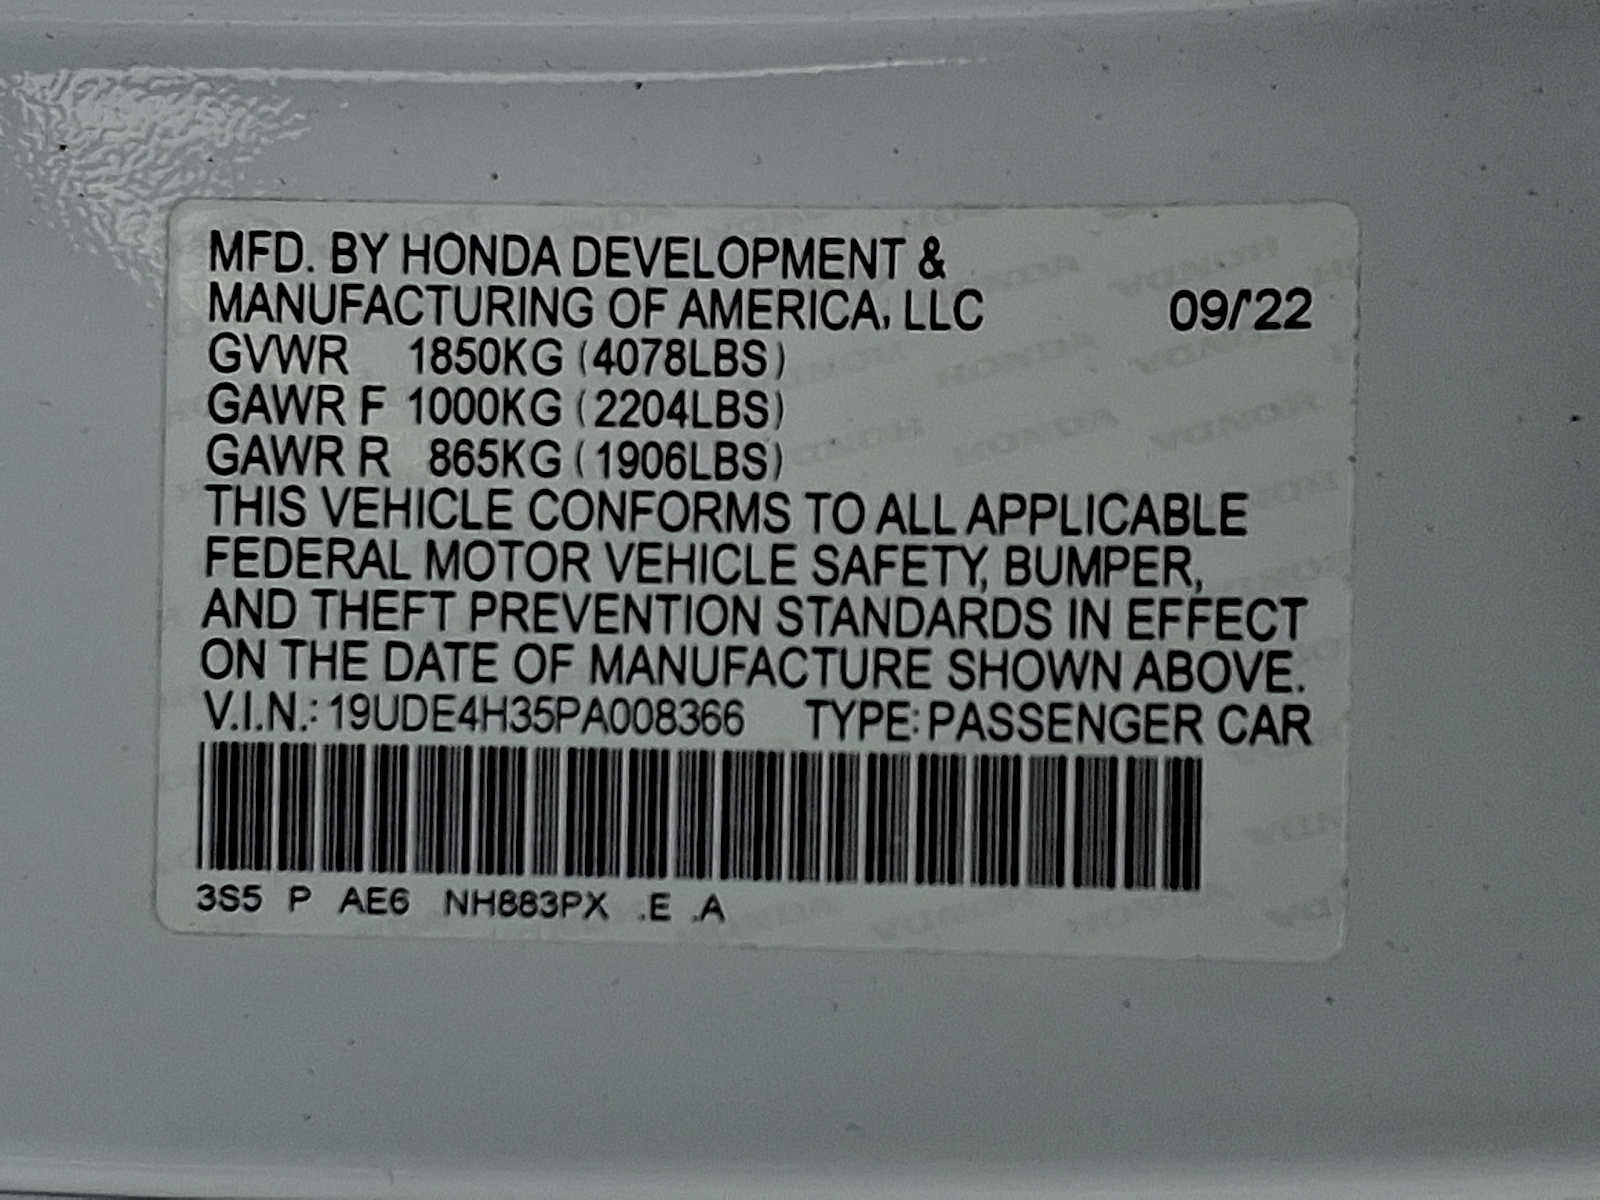 MFD. BY HONDA DEVELOPMENT &
MANUFACTURING OF AMERICA, LLC 09/'22
GVWR 1850KG (4078LBS)
GAWR F 1000KG (2204LBS)
GAWR R 865KG (1906LBS)
THIS VEHICLE CONFORMS TO ALL APPLICABLE
FEDERAL MOTOR VEHICLE SAFETY, BUMPER,
AND THEFT PREVENTION STANDARDS IN EFFECT
ON THE DATE OF MANUFACTURE SHOWN ABOVE.
V.I.N.: 19UDE4H35PA008366 TYPE: PASSENGER CAR
3S5 P AE6 NH883PX .E .A